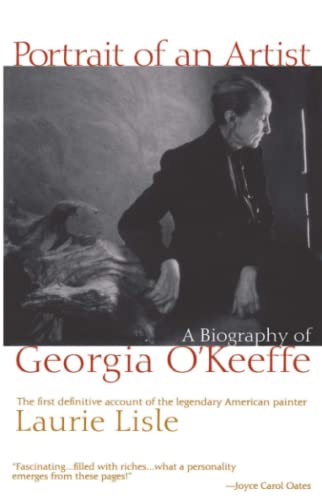 Portrait of an Artist
A Biography of
Georgia O'Keeffe
The first definitive account of the legendary American painter
Laurie Lisle
"Fascinating...filled with riches...what a personality
emerges from these pages!"
—Joyce Carol Oates